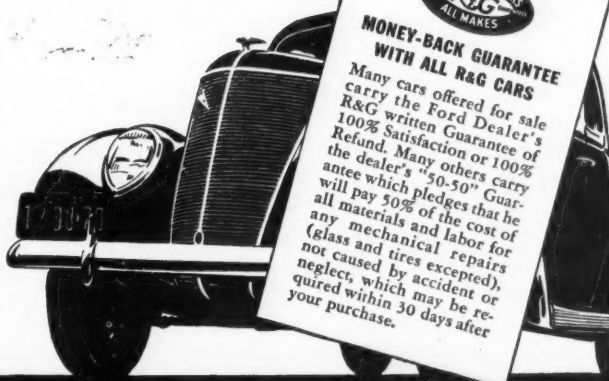 R&G
ALL MAKES
MONEY-BACK GUARANTEE
WITH ALL R&G CARS
Many cars offered for sale
carry the Ford Dealer's
R&G written Guarantee of
100% Satisfaction or 100%
Refund. Many others carry
the dealer's "50-50" Guar-
antee which pledges that he
will pay 50% of the cost of
all materials and labor for
any mechanical repairs
(glass and tires excepted),
not caused by accident or
neglect, which may be re-
quired within 30 days after
your purchase.